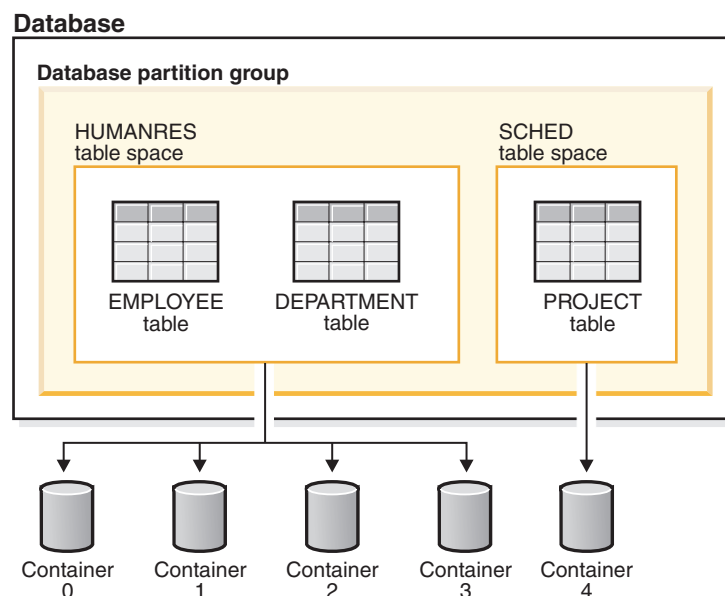 Database
Database partition group
HUMANRES
table space
SCHED
table space
EMPLOYEE
table
DEPARTMENT
table
PROJECT
table
Container
0
Container
1
Container
2
Container
3
Container
4